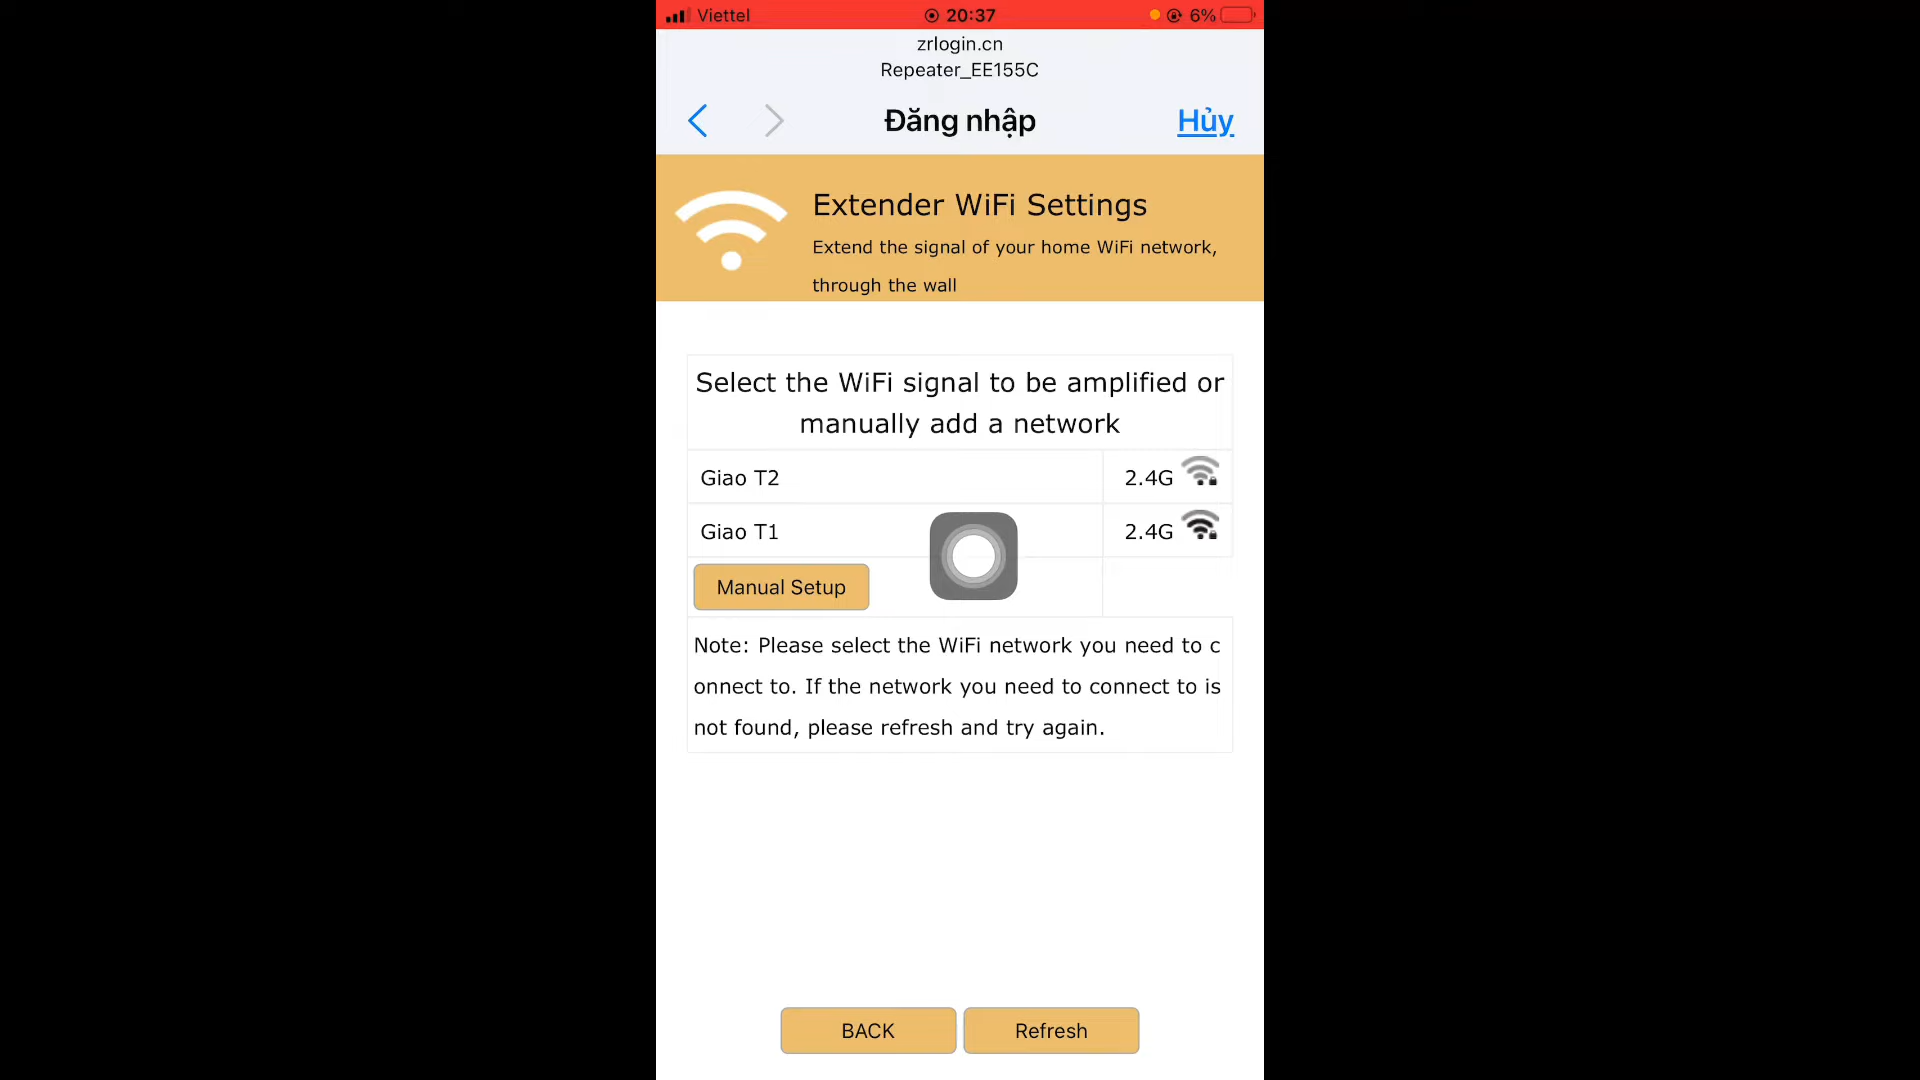 Viettel
20:37
6%
zrlogin.cn
Repeater_EE155C
Đăng nhập
Hủy
Extender WiFi Settings
Extend the signal of your home WiFi network,
through the wall
Select the WiFi signal to be amplified or
manually add a network
Giao T2 2.4G
Giao T1 2.4G
Manual Setup
Note: Please select the WiFi network you need to c
onnect to. If the network you need to connect to is
not found, please refresh and try again.
BACK Refresh